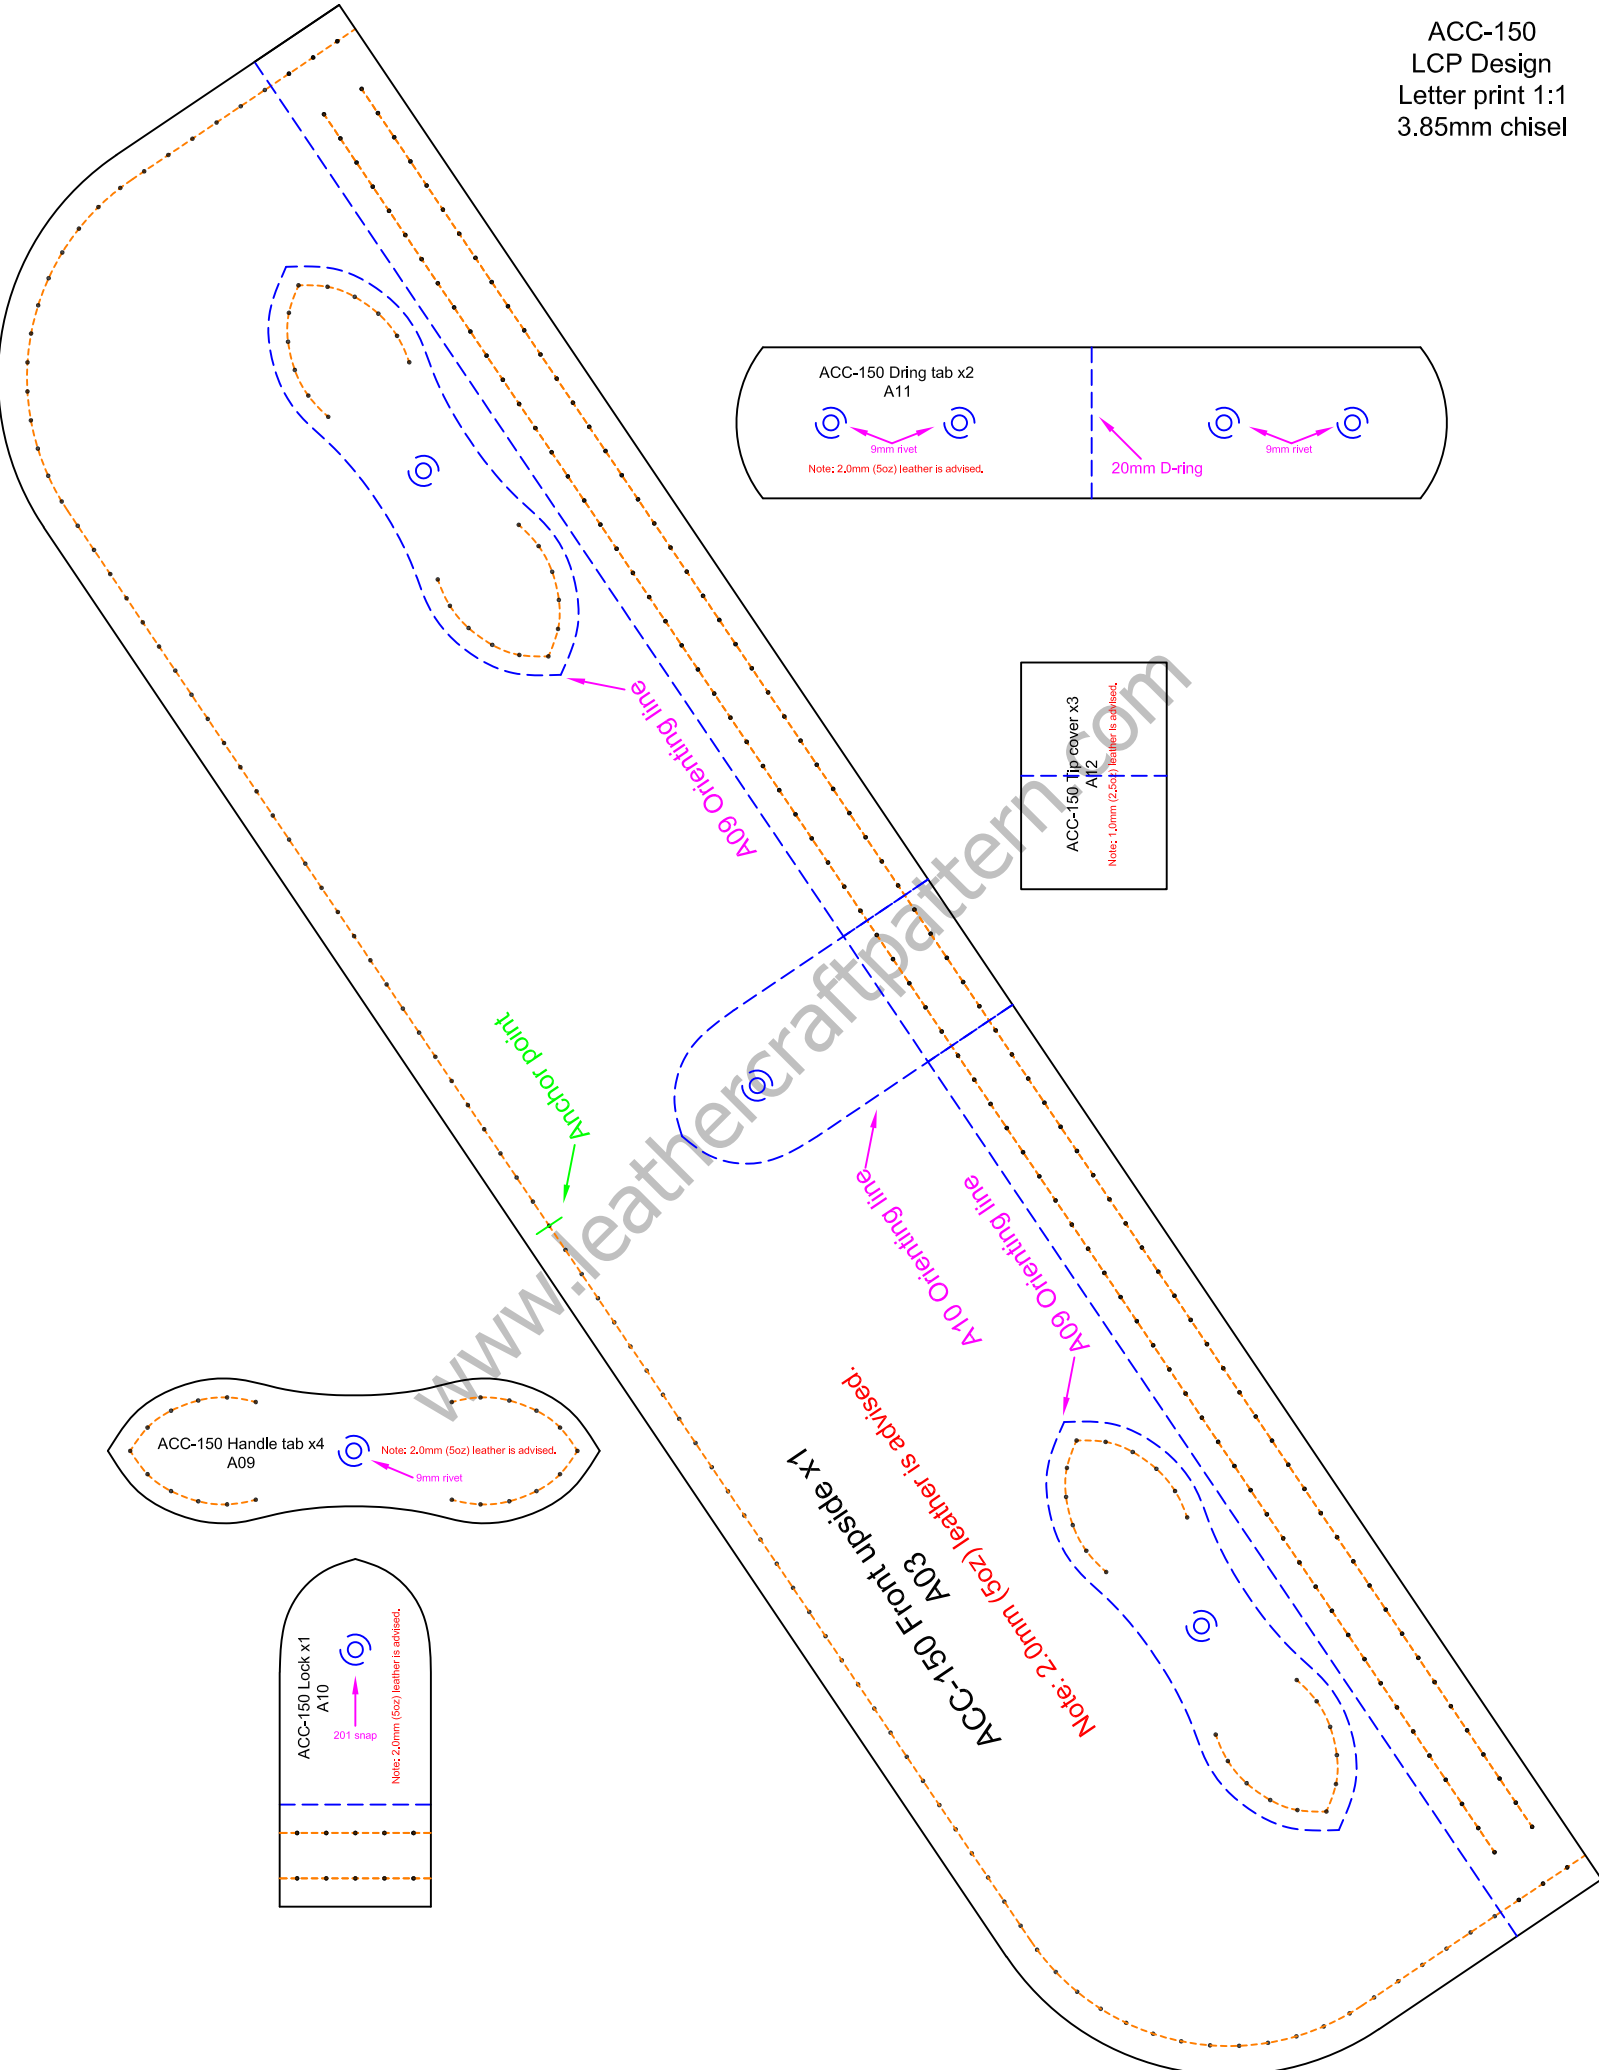 ACC-150
LCP Design
Letter print 1:1
3.85mm chisel
ACC-150 Dring tab x2
A11
9mm rivet
9mm rivet
Note: 2.0mm (5oz) leather is advised.
20mm D-ring
ACC-150 Tip cover x3
A12
Note: 1.0mm (2.5oz) leather is advised.
A09 Orienting line
Anchor point
A10 Orienting line
A09 Orienting line
www.leathercraftpattern.com
ACC-150 Front upside x1
A03
Note: 2.0mm (5oz) leather is advised.
ACC-150 Handle tab x4
A09
Note: 2.0mm (5oz) leather is advised.
9mm rivet
ACC-150 Lock x1
A10
201 snap
Note: 2.0mm (5oz) leather is advised.